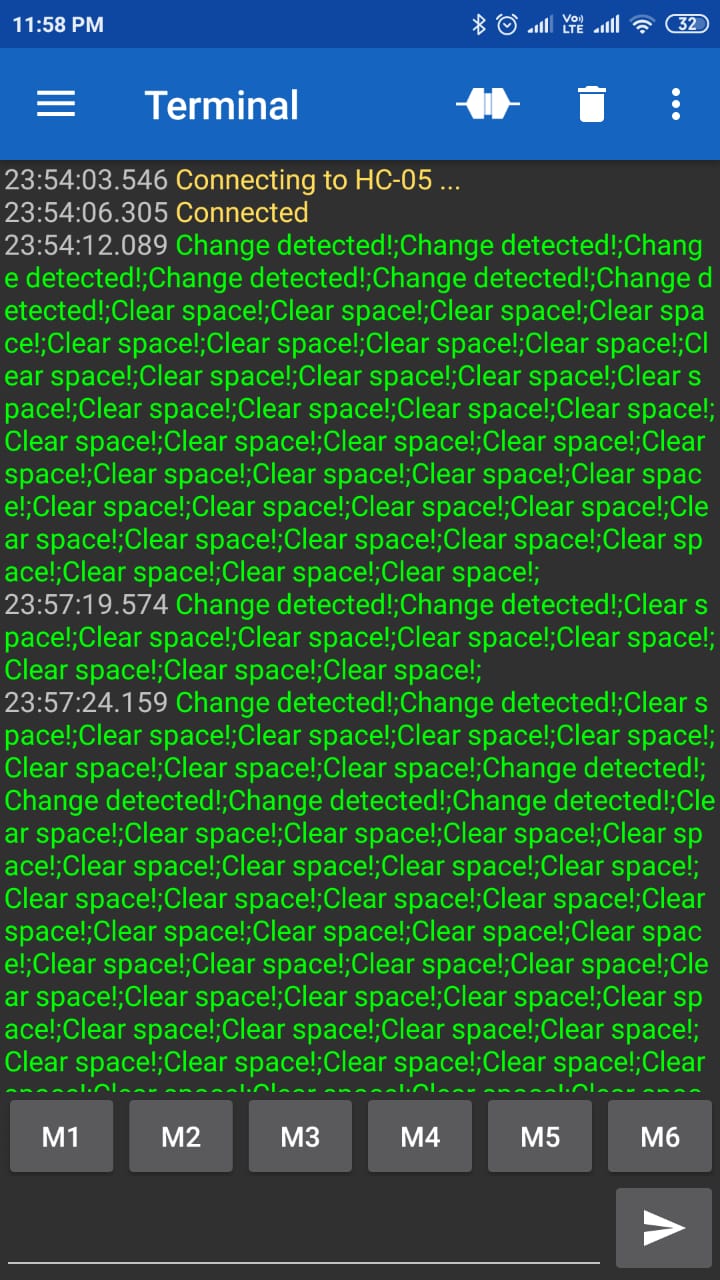 11:58 PM Vo)) LTE 32
Terminal
23:54:03.546 Connecting to HC-05 ...
23:54:06.305 Connected
23:54:12.089 Change detected!;Change detected!;Chang
e detected!;Change detected!;Change detected!;Change d
etected!;Clear space!;Clear space!;Clear space!;Clear spa
ce!;Clear space!;Clear space!;Clear space!;Clear space!;Cl
ear space!;Clear space!;Clear space!;Clear space!;Clear s
pace!;Clear space!;Clear space!;Clear space!;Clear space!;
Clear space!;Clear space!;Clear space!;Clear space!;Clear
space!;Clear space!;Clear space!;Clear space!;Clear spac
e!;Clear space!;Clear space!;Clear space!;Clear space!;Cle
ar space!;Clear space!;Clear space!;Clear space!;Clear sp
ace!;Clear space!;Clear space!;Clear space!;
23:57:19.574 Change detected!;Change detected!;Clear s
pace!;Clear space!;Clear space!;Clear space!;Clear space!;
Clear space!;Clear space!;Clear space!;
23:57:24.159 Change detected!;Change detected!;Clear s
pace!;Clear space!;Clear space!;Clear space!;Clear space!;
Clear space!;Clear space!;Clear space!;Change detected!;
Change detected!;Change detected!;Change detected!;Cle
ar space!;Clear space!;Clear space!;Clear space!;Clear sp
ace!;Clear space!;Clear space!;Clear space!;Clear space!;
Clear space!;Clear space!;Clear space!;Clear space!;Clear
space!;Clear space!;Clear space!;Clear space!;Clear spac
e!;Clear space!;Clear space!;Clear space!;Clear space!;Cle
ar space!;Clear space!;Clear space!;Clear space!;Clear sp
ace!;Clear space!;Clear space!;Clear space!;Clear space!;
Clear space!;Clear space!;Clear space!;Clear space!;Clear
M1 M2 M3 M4 M5 M6